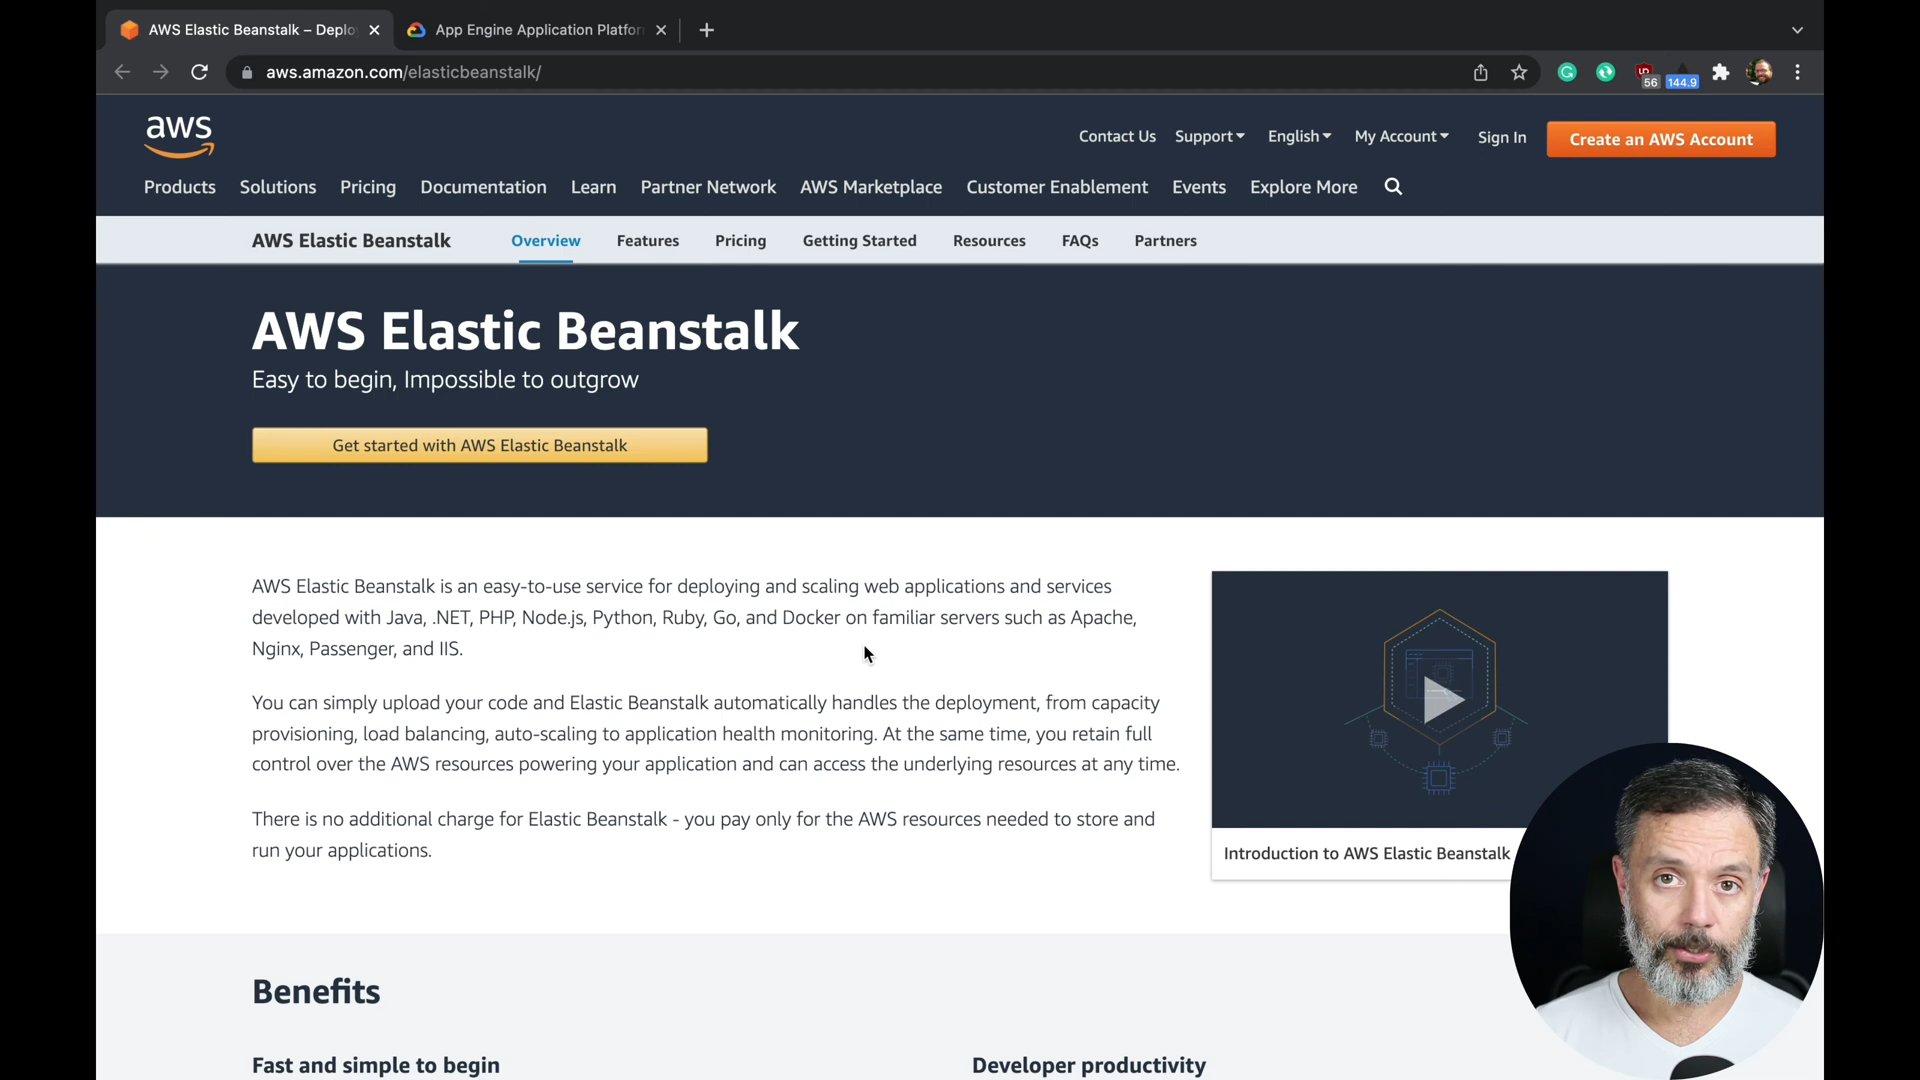 AWS Elastic Beanstalk – Deplo
App Engine Application Platfor
aws.amazon.com/elasticbeanstalk/
56
144.9
aws
Contact Us Support English My Account Sign In Create an AWS Account
Products Solutions Pricing Documentation Learn Partner Network AWS Marketplace Customer Enablement Events Explore More
AWS Elastic Beanstalk Overview Features Pricing Getting Started Resources FAQs Partners
AWS Elastic Beanstalk
Easy to begin, Impossible to outgrow
Get started with AWS Elastic Beanstalk
AWS Elastic Beanstalk is an easy-to-use service for deploying and scaling web applications and services
developed with Java, .NET, PHP, Node.js, Python, Ruby, Go, and Docker on familiar servers such as Apache,
Nginx, Passenger, and IIS.
You can simply upload your code and Elastic Beanstalk automatically handles the deployment, from capacity
provisioning, load balancing, auto-scaling to application health monitoring. At the same time, you retain full
control over the AWS resources powering your application and can access the underlying resources at any time.
There is no additional charge for Elastic Beanstalk - you pay only for the AWS resources needed to store and
run your applications.
Introduction to AWS Elastic Beanstalk
Benefits
Fast and simple to begin
Developer productivity